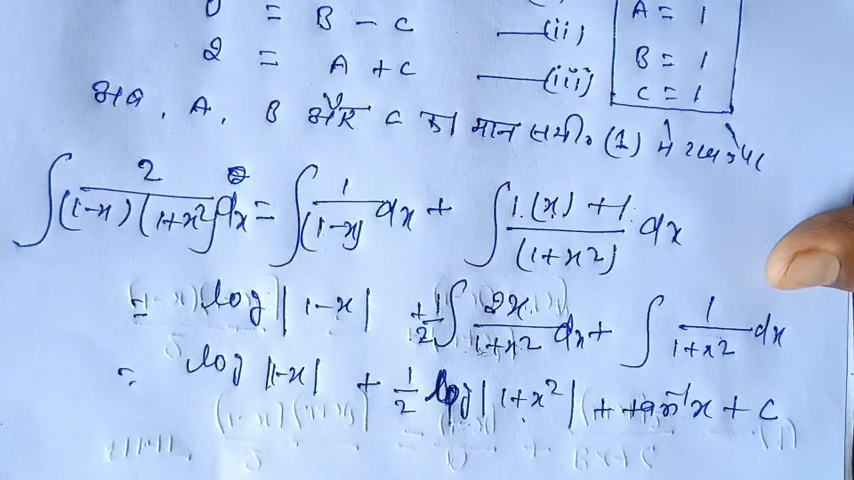 0 = B - C —(ii)
2 = A + C —(iii)
A = 1
B = 1
C = 1
अब, A, B और C का मान समी० (1) में रखने पर
∫ 2/((1-x)(1+x²)) dx = ∫ 1/(1-x) dx + ∫ (1.(x) + 1)/(1+x2) dx
= log |1-x| + 1/2 ∫ 2x/(1+x2) dx + ∫ 1/(1+x2) dx
= log |1-x| + 1/2 log |1+x²| + tan⁻¹x + C